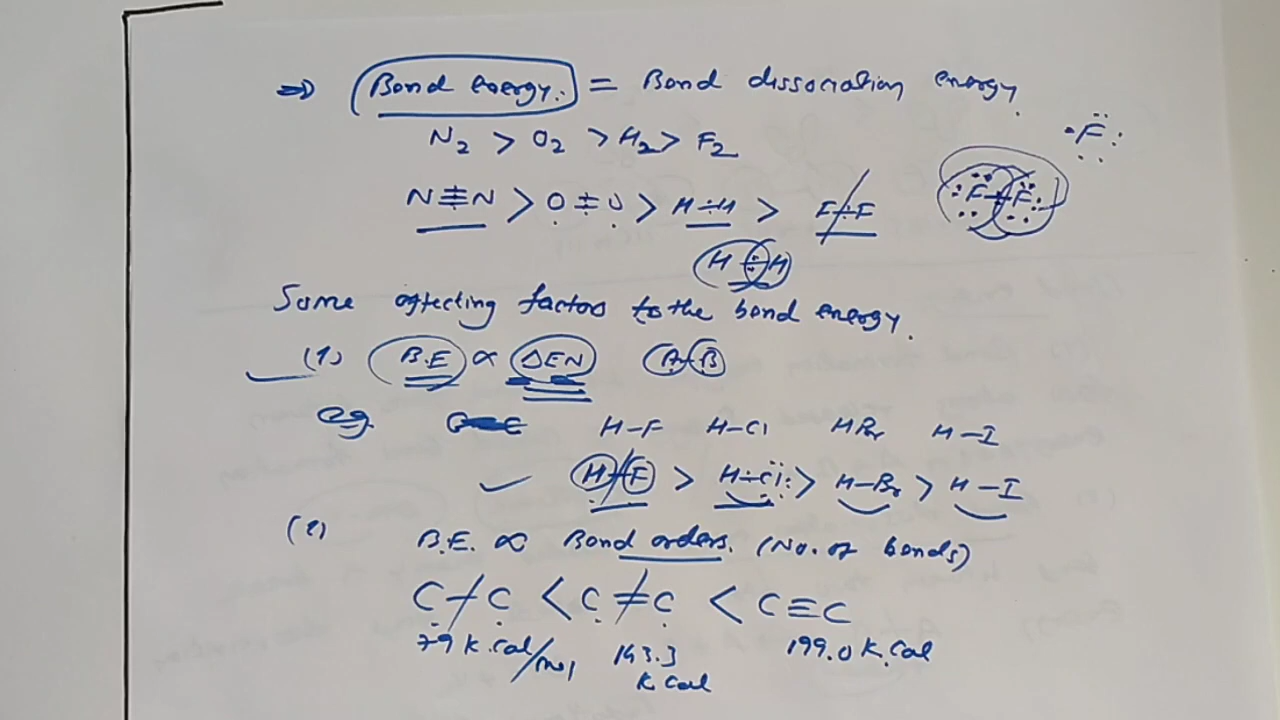 ⇒ Bond energy. = Bond dissociation energy.
N2 > O2 > H2 > F2
·F
N≡N > O=O > H-H > F-F
F F
H H
Some affecting factors to the bond energy.
(1) B.E ∝ ΔEN A-B
eg. H-F H-Cl HBr H-I
H-F > H-Cl > H-Br > H-I
(2) B.E. ∝ Bond orders. (No. of bonds)
C-C < C=C < C≡C
79 k.cal/mol 143.3 k.cal 199.0 k.cal